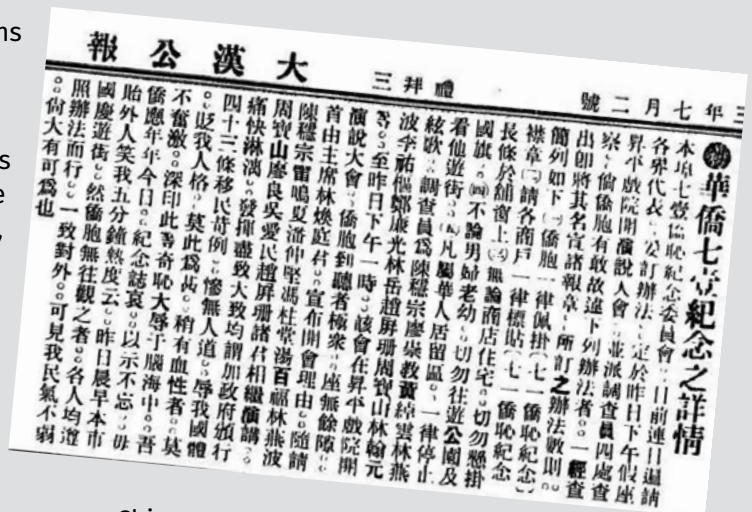 年七月二號
禮拜三
大漢公報
華僑七壹紀念之詳情
本埠七壹僑恥紀念委員會。日前連日邀請
各界代表。妥訂辦法。定於昨日下午假座
昇平戲院開演說大會。並派調查員四處查
察。倘僑胞有敢故違下列辦法者。一經查
出卽將其名宣諸報章。所訂之辦法數則。
簡列如下㈠僑胞一律佩掛〔七一僑恥紀念〕
襟章㈡請各商戶一律標貼〔七一僑恥紀念〕
長條於舖窗上㈢無論商店住宅。切勿懸掛
國旗。㈣不論男婦老幼。切勿往遊公園及
看他遊街。㈤凡屬華人居留區。一律停止
絃歌。調查員爲陳穩宗廖崇教黃綽雲林燕
波李祐樞鄭康光林岳趙屏珊周寶山林翰元
等。至昨日下午一時。該會在昇平戲院開
演說大會。僑胞到聽者極衆。座無餘隙。
首由主席林煥庭君。宣布開會理由。隨請
陳穩宗雷鳴夏潘仲堅馮杜堂湯百福林燕波
周寶山廖良吳愛民趙屏珊諸君相繼演講。
痛快淋漓。發揮盡致大致均謂加政府頒行
四十三條移民苛例。慘無人道。辱我國體
。貶我人格。莫此爲甚。稍有血性者。莫
不奮激。深印此等奇恥大辱于腦海中。吾
僑應年年今日。紀念誌哀。以示不忘。毋
貽外人笑我五分鐘熱度云。昨日晨早本市
國慶遊街。然僑胞無往觀之者。各人均遵
照辦法而行。一致對外。可見我民氣不弱
。尚大有可爲也